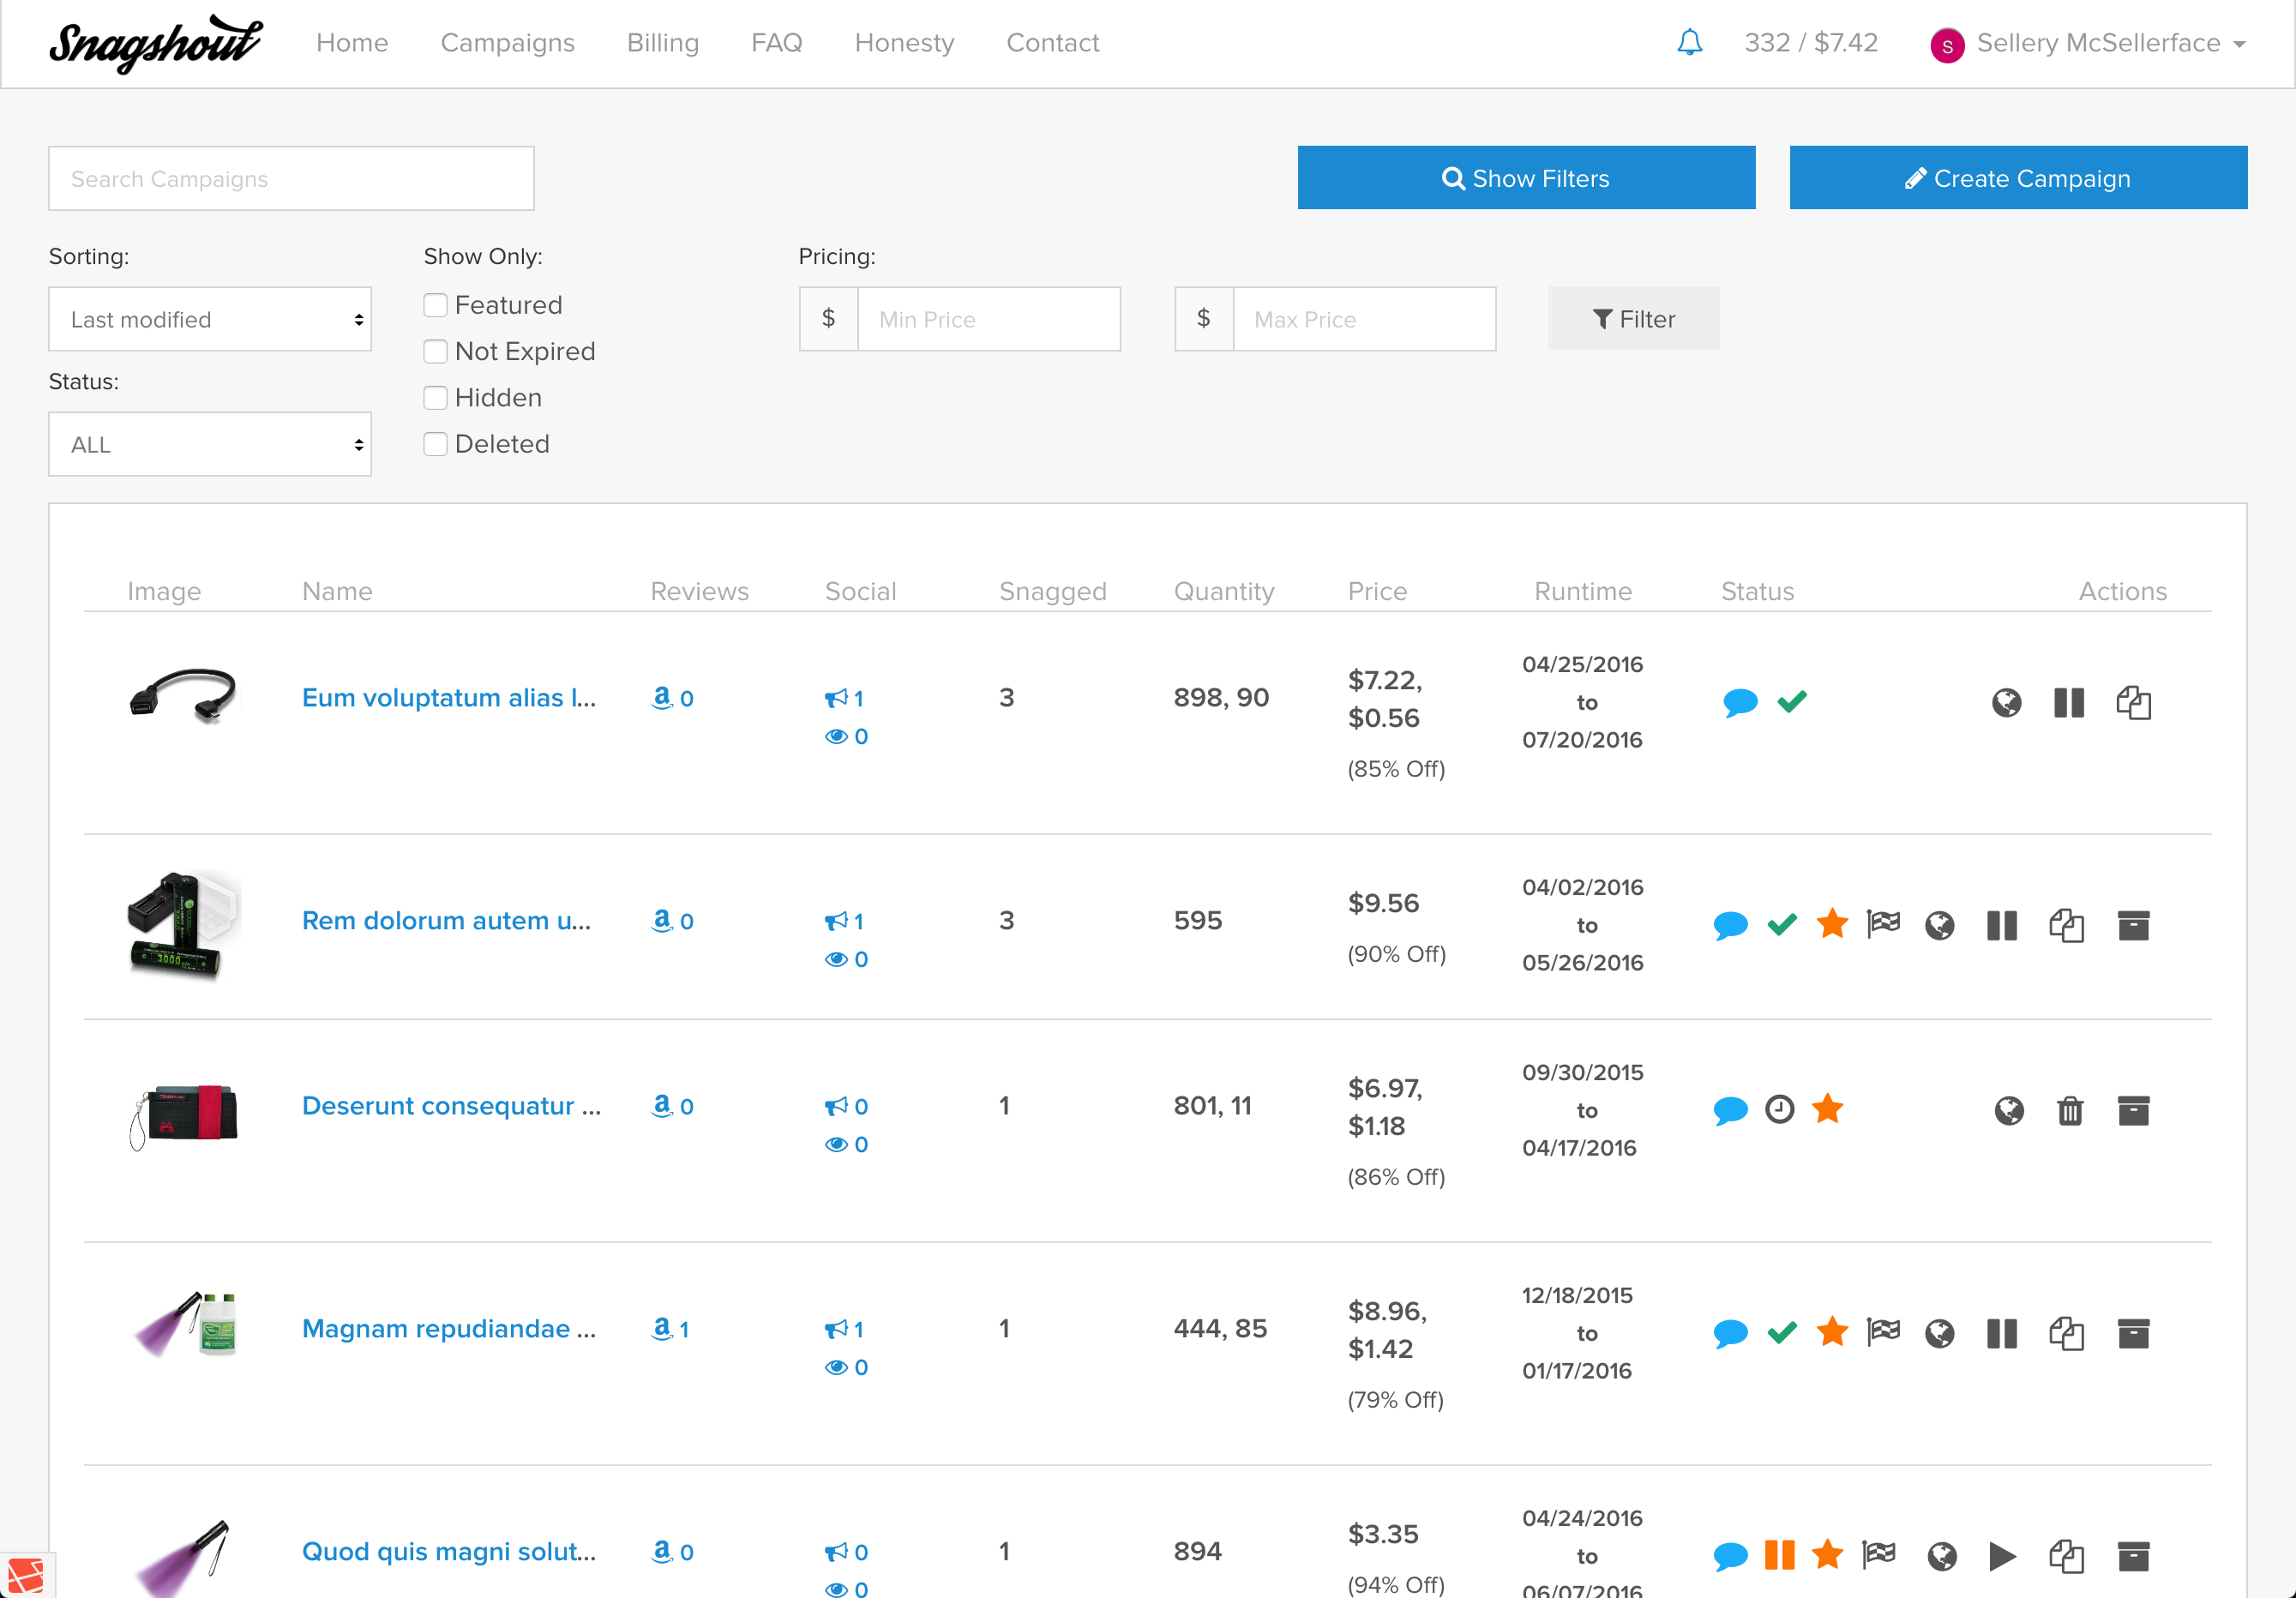 Snagshout Home Campaigns Billing FAQ Honesty Contact 332 / $7.42 S Sellery McSellerface
Search Campaigns Show Filters Create Campaign
Sorting: Show Only: Pricing:
Last modified Featured $ Min Price $ Max Price Filter
Not Expired
Status:
Hidden
ALL Deleted
Image Name Reviews Social Snagged Quantity Price Runtime Status Actions
Eum voluptatum alias l... 0 1 3 898, 90 $7.22, 04/25/2016
0 $0.56 to
(85% Off) 07/20/2016
Rem dolorum autem u... 0 1 3 595 $9.56 04/02/2016
0 (90% Off) to
05/26/2016
3000
Deserunt consequatur ... 0 0 1 801, 11 $6.97, 09/30/2015
0 $1.18 to
(86% Off) 04/17/2016
Magnam repudiandae ... 1 1 1 444, 85 $8.96, 12/18/2015
0 $1.42 to
(79% Off) 01/17/2016
Quod quis magni solut... 0 0 1 894 $3.35 04/24/2016
0 (94% Off) to
06/07/2016